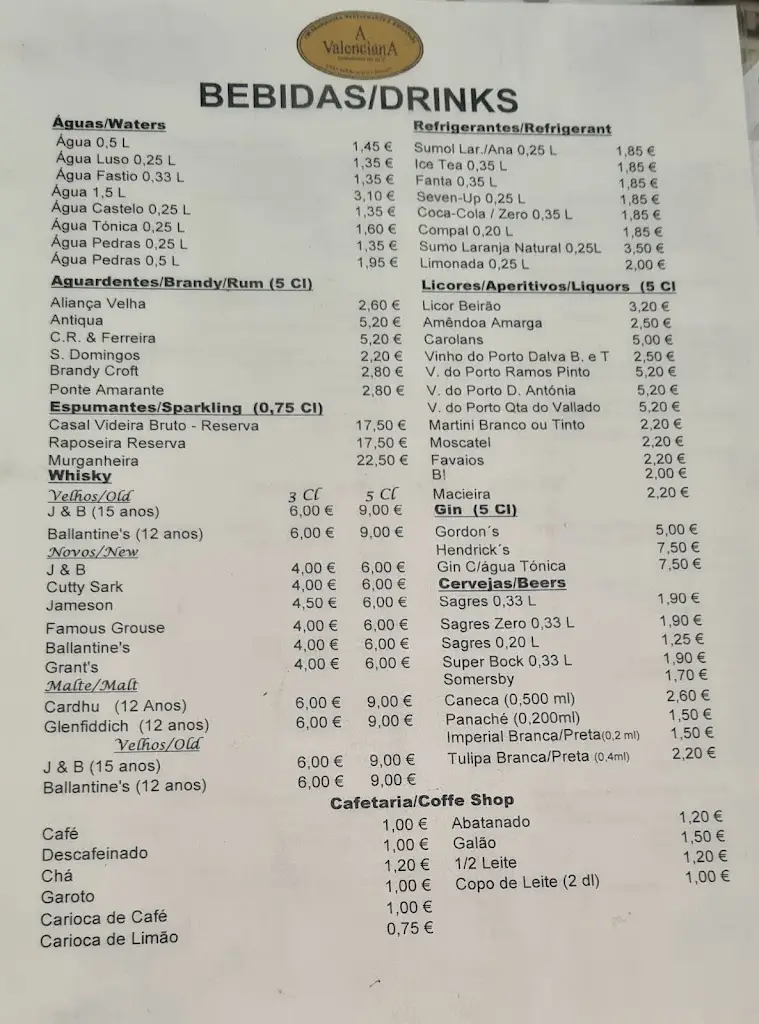 A
ValencianA
BEBIDAS/DRINKS
Águas/Waters
Água 0,5 L 1,45 €
Água Luso 0,25 L 1,35 €
Água Fastio 0,33 L 1,35 €
Água 1,5 L 3,10 €
Água Castelo 0,25 L 1,35 €
Água Tónica 0,25 L 1,60 €
Água Pedras 0,25 L 1,35 €
Água Pedras 0,5 L 1,95 €
Aguardentes/Brandy/Rum (5 Cl)
Aliança Velha 2,60 €
Antiqua 5,20 €
C.R. & Ferreira 5,20 €
S. Domingos 2,20 €
Brandy Croft 2,80 €
Ponte Amarante 2,80 €
Espumantes/Sparkling (0,75 Cl)
Casal Videira Bruto - Reserva 17,50 €
Raposeira Reserva 17,50 €
Murganheira 22,50 €
Whisky
Velhos/Old 3 Cl 5 Cl
J & B (15 anos) 6,00 € 9,00 €
Ballantine's (12 anos) 6,00 € 9,00 €
Novos/New
J & B 4,00 € 6,00 €
Cutty Sark 4,00 € 6,00 €
Jameson 4,50 € 6,00 €
Famous Grouse 4,00 € 6,00 €
Ballantine's 4,00 € 6,00 €
Grant's 4,00 € 6,00 €
Malte/Malt
Cardhu (12 Anos) 6,00 € 9,00 €
Glenfiddich (12 anos) 6,00 € 9,00 €
Velhos/Old
J & B (15 anos) 6,00 € 9,00 €
Ballantine's (12 anos) 6,00 € 9,00 €
Refrigerantes/Refrigerant
Sumol Lar./Ana 0,25 L 1,85 €
Ice Tea 0,35 L 1,85 €
Fanta 0,35 L 1,85 €
Seven-Up 0,25 L 1,85 €
Coca-Cola / Zero 0,35 L 1,85 €
Compal 0,20 L 1,85 €
Sumo Laranja Natural 0,25L 3,50 €
Limonada 0,25 L 2,00 €
Licores/Aperitivos/Liquors (5 Cl
Licor Beirão 3,20 €
Amêndoa Amarga 2,50 €
Carolans 5,00 €
Vinho do Porto Dalva B. e T 2,50 €
V. do Porto Ramos Pinto 5,20 €
V. do Porto D. Antónia 5,20 €
V. do Porto Qta do Vallado 5,20 €
Martini Branco ou Tinto 2,20 €
Moscatel 2,20 €
Favaios 2,20 €
B! 2,00 €
Macieira 2,20 €
Gin (5 Cl)
Gordon´s 5,00 €
Hendrick´s 7,50 €
Gin C/água Tónica 7,50 €
Cervejas/Beers
Sagres 0,33 L 1,90 €
Sagres Zero 0,33 L 1,90 €
Sagres 0,20 L 1,25 €
Super Bock 0,33 L 1,90 €
Somersby 1,70 €
Caneca (0,500 ml) 2,60 €
Panaché (0,200ml) 1,50 €
Imperial Branca/Preta(0,2 ml) 1,50 €
Tulipa Branca/Preta (0,4ml) 2,20 €
Cafetaria/Coffe Shop
Café 1,00 €
Descafeinado 1,00 €
Chá 1,20 €
Garoto 1,00 €
Carioca de Café 1,00 €
Carioca de Limão 0,75 €
Abatanado 1,20 €
Galão 1,50 €
1/2 Leite 1,20 €
Copo de Leite (2 dl) 1,00 €